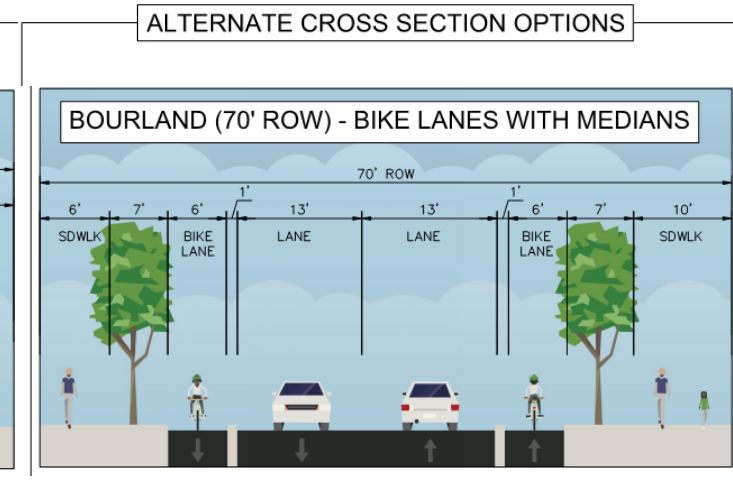 ALTERNATE CROSS SECTION OPTIONS
BOURLAND (70' ROW) - BIKE LANES WITH MEDIANS
70' ROW
6' 7' 6' 1' 13' 13' 1' 6' 7' 10'
SDWLK BIKE LANE LANE BIKE SDWLK
LANE LANE